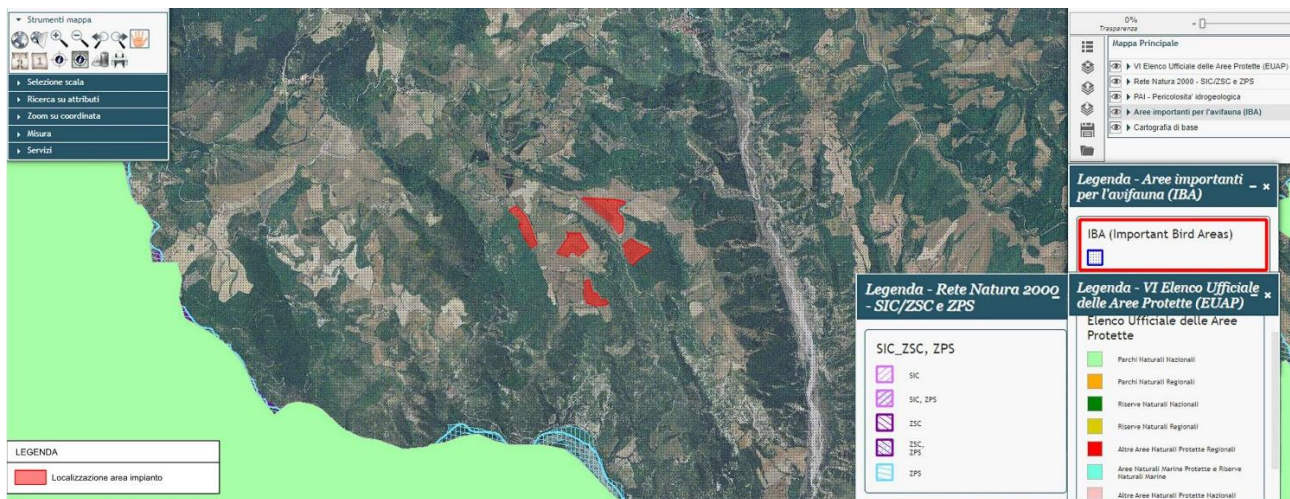 Strumenti mappa
Selezione scala
Ricerca su attributi
Zoom su coordinata
Misura
Servizi
LEGENDA
Localizzazione area impianto
0%
Trasparenza
Mappa Principale
VI Elenco Ufficiale delle Aree Protette (EUAP)
Rete Natura 2000 - SIC/ZSC e ZPS
PAI - Pericolosita' idrogeologica
Aree importanti per l'avifauna (IBA)
Cartografia di base
Legenda - Aree importanti
per l'avifauna (IBA)
IBA (Important Bird Areas)
Legenda - Rete Natura 2000
- SIC/ZSC e ZPS
SIC_ZSC, ZPS
SIC
SIC, ZPS
ZSC
ZSC,
ZPS
ZPS
Legenda - VI Elenco Ufficiale
delle Aree Protette (EUAP)
Elenco Ufficiale delle Aree
Protette
Parchi Naturali Nazionali
Parchi Naturali Regionali
Riserve Naturali Nazionali
Riserve Naturali Regionali
Altre Aree Naturali Protette Regionali
Aree Naturali Marine Protette e Riserve
Naturali Marine
Altre Aree Naturali Protette Nazionali